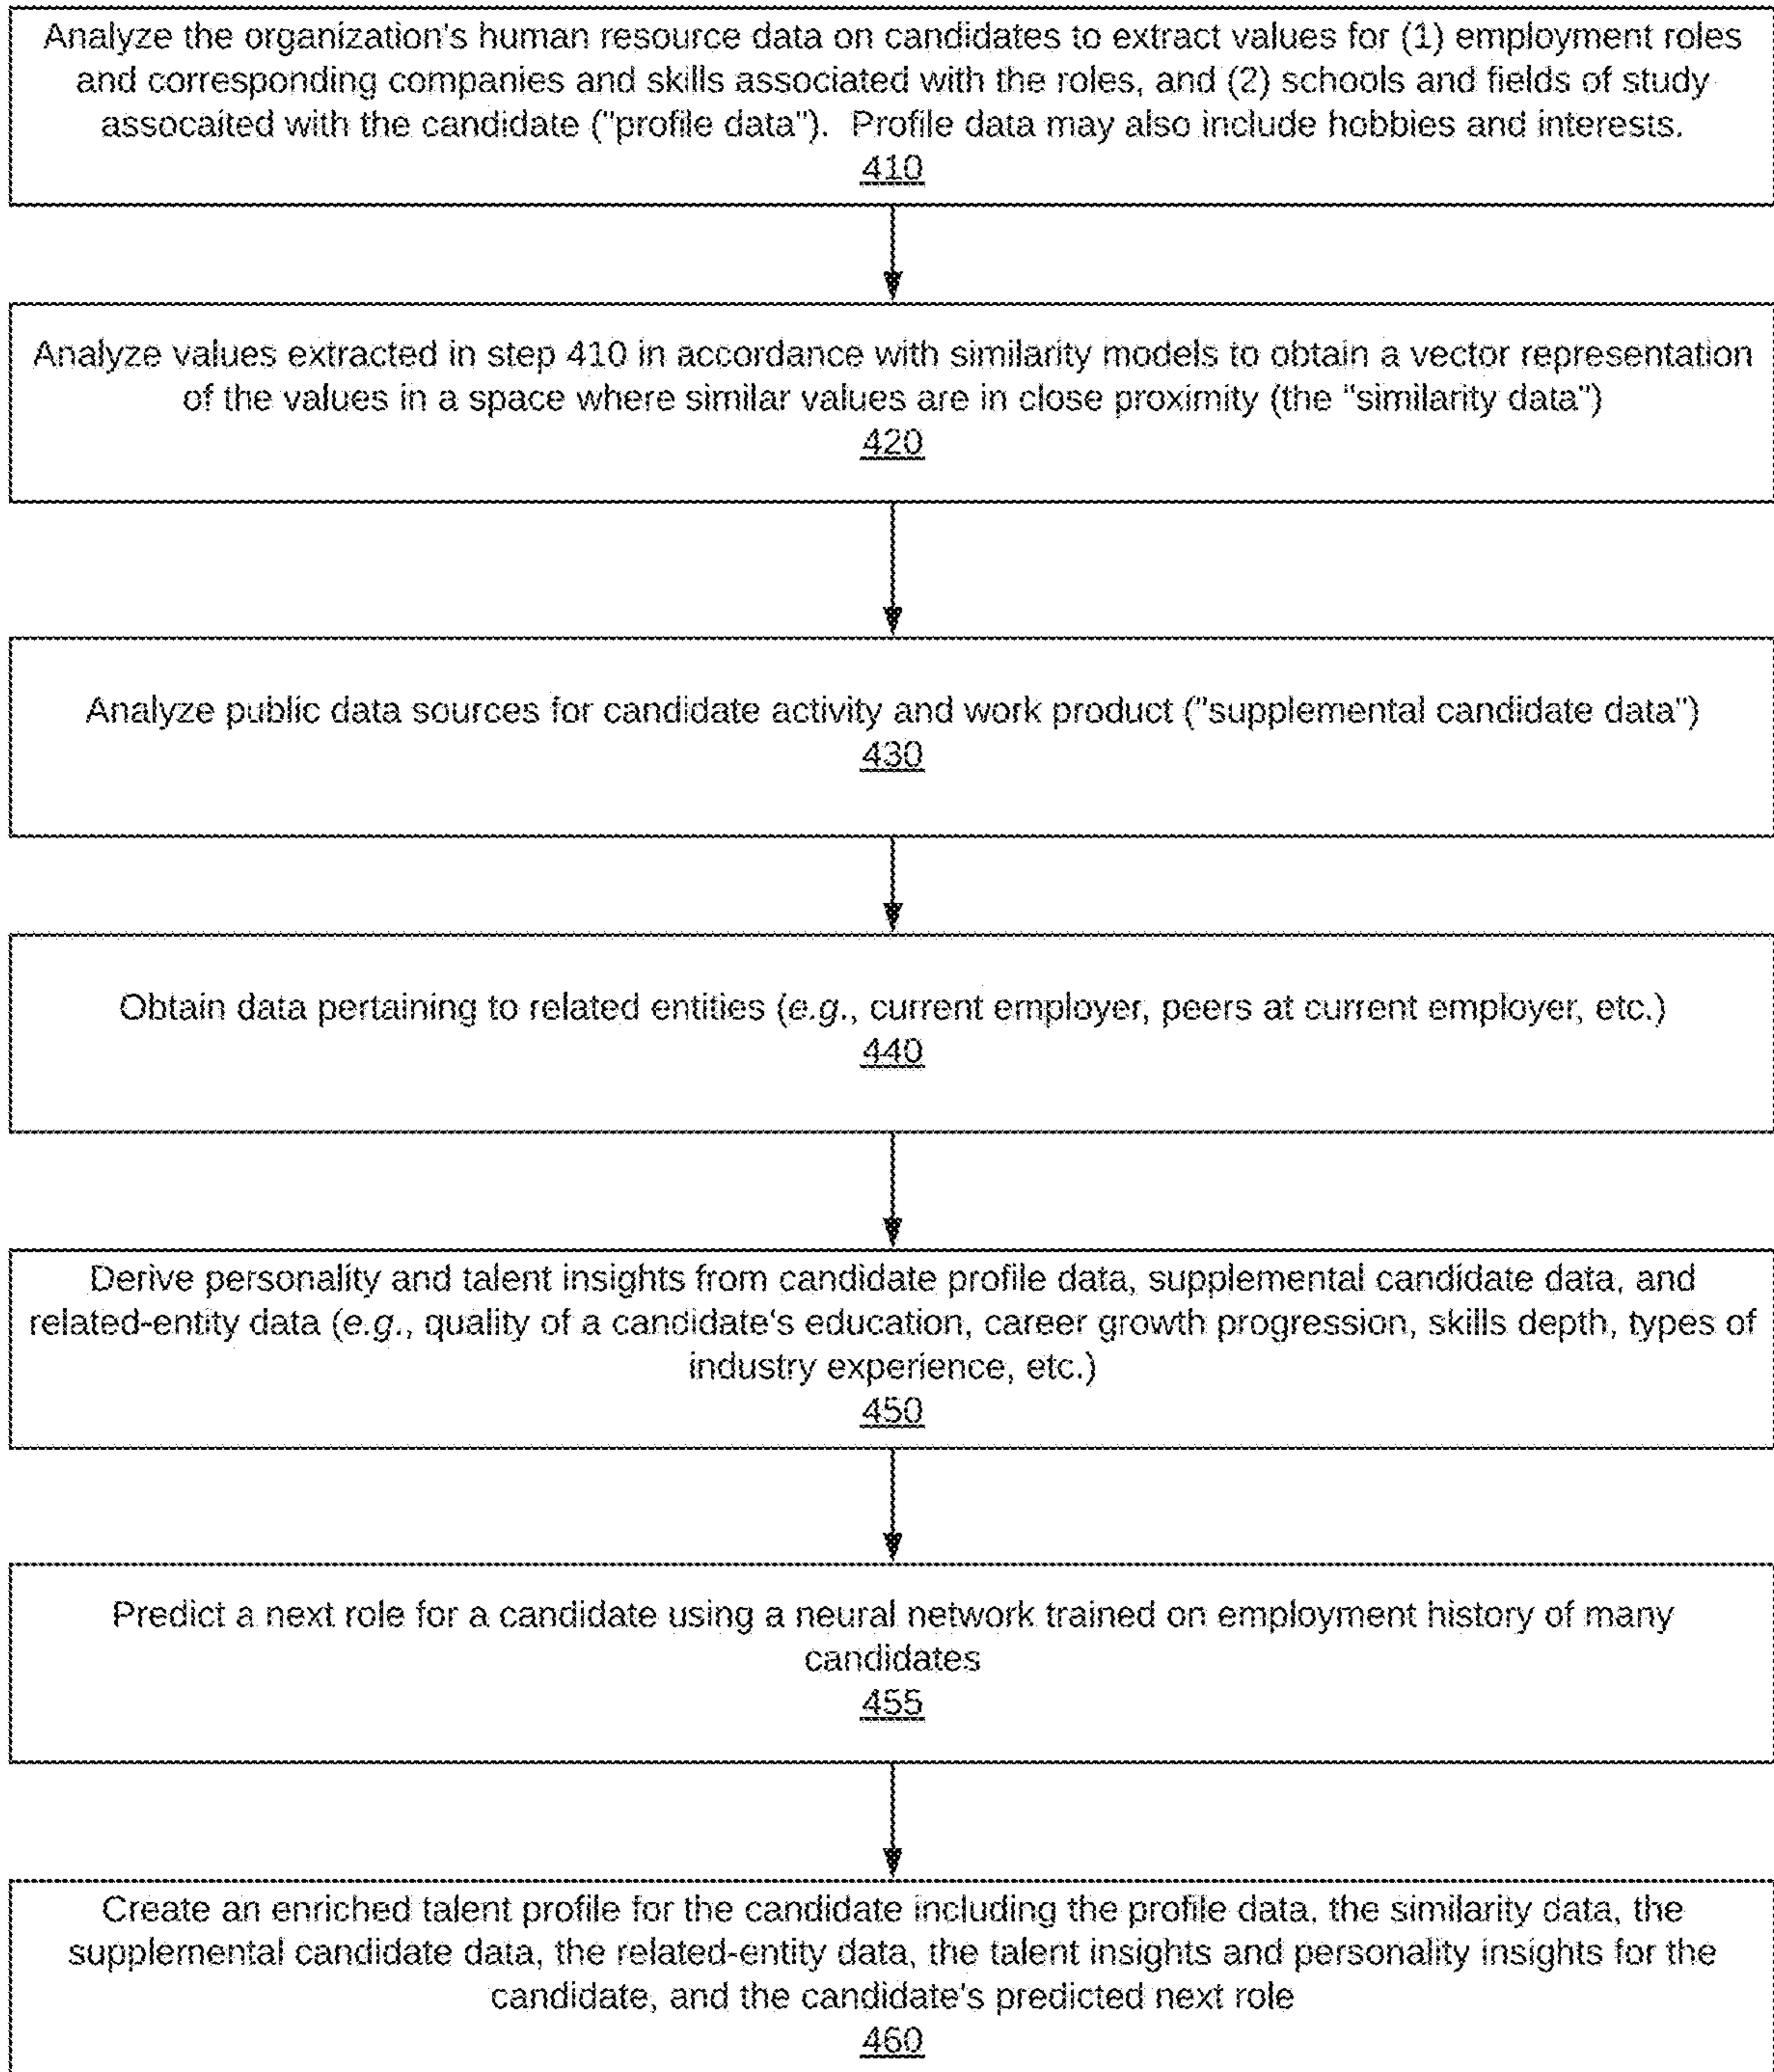 Analyze the organization's human resource data on candidates to extract values for (1) employment roles
and corresponding companies and skills associated with the roles, and (2) schools and fields of study
assocaited with the candidate ("profile data").  Profile data may also include hobbies and interests.
410
Analyze values extracted in step 410 in accordance with similarity models to obtain a vector representation
of the values in a space where similar values are in close proximity (the "similarity data")
420
Analyze public data sources for candidate activity and work product ("supplemental candidate data")
430
Obtain data pertaining to related entities (e.g., current employer, peers at current employer, etc.)
440
Derive personality and talent insights from candidate profile data, supplemental candidate data, and
related-entity data (e.g., quality of a candidate's education, career growth progression, skills depth, types of
industry experience, etc.)
450
Predict a next role for a candidate using a neural network trained on employment history of many
candidates
455
Create an enriched talent profile for the candidate including the profile data, the similarity data, the
supplemental candidate data, the related-entity data, the talent insights and personality insights for the
candidate, and the candidate's predicted next role
460